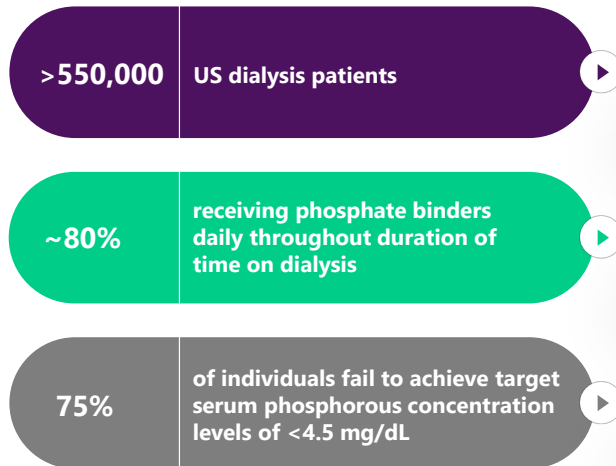 >550,000 US dialysis patients
~80%
receiving phosphate binders
daily throughout duration of
time on dialysis
75%
of individuals fail to achieve target
serum phosphorous concentration
levels of <4.5 mg/dL